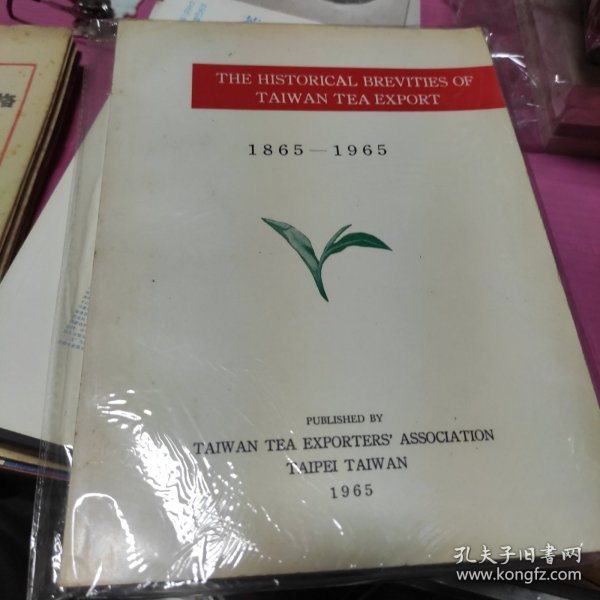 THE HISTORICAL BREVITIES OF
TAIWAN TEA EXPORT
1865—1965
PUBLISHED BY
TAIWAN TEA EXPORTERS' ASSOCIATION
TAIPEI TAIWAN
1965
孔夫子旧书网
www.kongfz.com